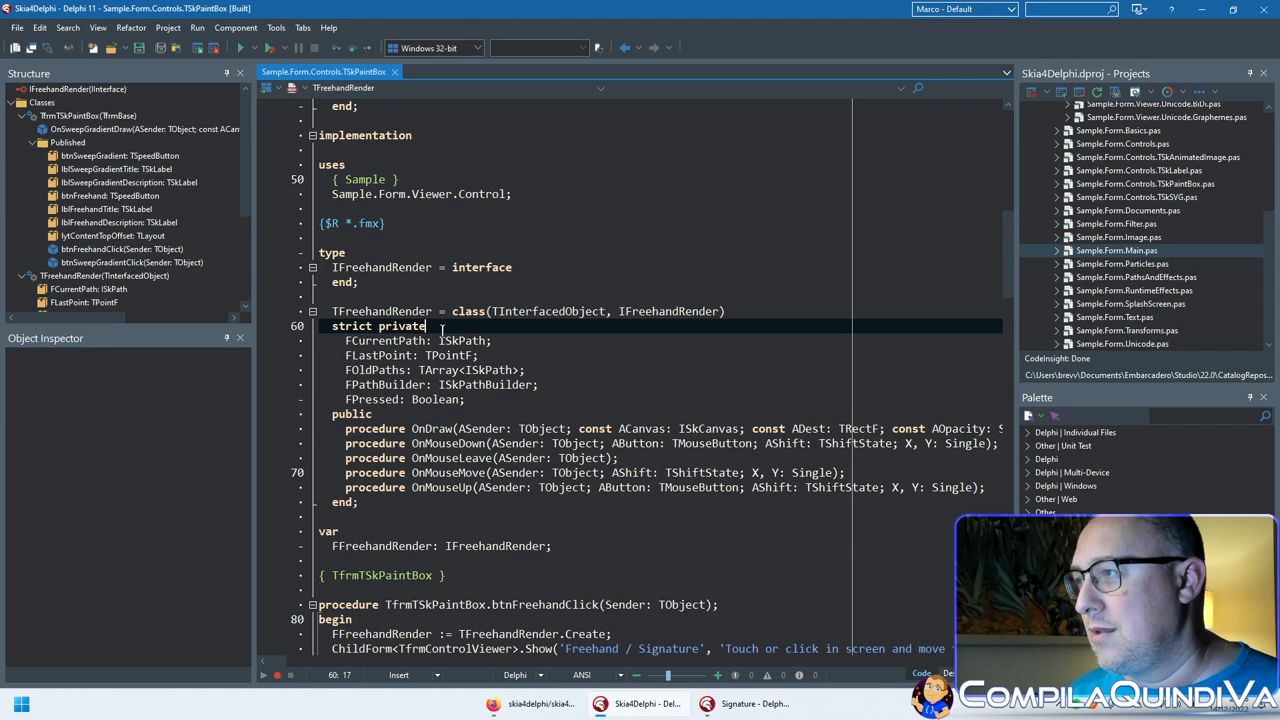 Skia4Delphi - Delphi 11 - Sample.Form.Controls.TSkPaintBox [Built]
Marco - Default
File Edit Search View Refactor Project Run Component Tools Tabs Help
Windows 32-bit
Structure
IFreehandRender(IInterface)
Classes
TfrmTSkPaintBox(TfrmBase)
OnSweepGradientDraw(ASender: TObject; const ACan
Published
btnSweepGradient: TSpeedButton
lblSweepGradientTitle: TSkLabel
lblSweepGradientDescription: TSkLabel
btnFreehand: TSpeedButton
lblFreehandTitle: TSkLabel
lblFreehandDescription: TSkLabel
lytContentTopOffset: TLayout
btnFreehandClick(Sender: TObject)
btnSweepGradientClick(Sender: TObject)
TFreehandRender(TInterfacedObject)
FCurrentPath: ISkPath
FLastPoint: TPointF
Object Inspector
Sample.Form.Controls.TSkPaintBox
TFreehandRender
end;
implementation
uses
50 { Sample }
Sample.Form.Viewer.Control;
{$R *.fmx}
type
IFreehandRender = interface
end;
TFreehandRender = class(TInterfacedObject, IFreehandRender)
60 strict private
FCurrentPath: ISkPath;
FLastPoint: TPointF;
FOldPaths: TArray<ISkPath>;
FPathBuilder: ISkPathBuilder;
FPressed: Boolean;
public
procedure OnDraw(ASender: TObject; const ACanvas: ISkCanvas; const ADest: TRectF; const AOpacity: S
procedure OnMouseDown(ASender: TObject; AButton: TMouseButton; AShift: TShiftState; X, Y: Single);
procedure OnMouseLeave(ASender: TObject);
70 procedure OnMouseMove(ASender: TObject; AShift: TShiftState; X, Y: Single);
procedure OnMouseUp(ASender: TObject; AButton: TMouseButton; AShift: TShiftState; X, Y: Single);
end;
var
FFreehandRender: IFreehandRender;
{ TfrmTSkPaintBox }
procedure TfrmTSkPaintBox.btnFreehandClick(Sender: TObject);
80 begin
FFreehandRender := TFreehandRender.Create;
ChildForm<TfrmControlViewer>.Show('Freehand / Signature', 'Touch or click in screen and move
60: 17 Insert Delphi ANSI 0 0 0 Code
Skia4Delphi.dproj - Projects
Sample.Form.Viewer.Unicode.BiDi.pas
Sample.Form.Viewer.Unicode.Graphemes.pas
Sample.Form.Basics.pas
Sample.Form.Controls.pas
Sample.Form.Controls.TSkAnimatedImage.pas
Sample.Form.Controls.TSkLabel.pas
Sample.Form.Controls.TSkPaintBox.pas
Sample.Form.Controls.TSkSVG.pas
Sample.Form.Documents.pas
Sample.Form.Filter.pas
Sample.Form.Image.pas
Sample.Form.Main.pas
Sample.Form.Particles.pas
Sample.Form.PathsAndEffects.pas
Sample.Form.RuntimeEffects.pas
Sample.Form.SplashScreen.pas
Sample.Form.Text.pas
Sample.Form.Transforms.pas
Sample.Form.Unicode.pas
CodeInsight: Done
C:\Users\brevv\Documents\Embarcadero\Studio\22.0\CatalogRepos...
Palette
Delphi | Individual Files
Other | Unit Test
Delphi
Delphi | Multi-Device
Delphi | Windows
Other | Web
Other
skia4delphi/skia4...
Skia4Delphi - Del...
Signature - Delph...
COMPILAQUINDIVA